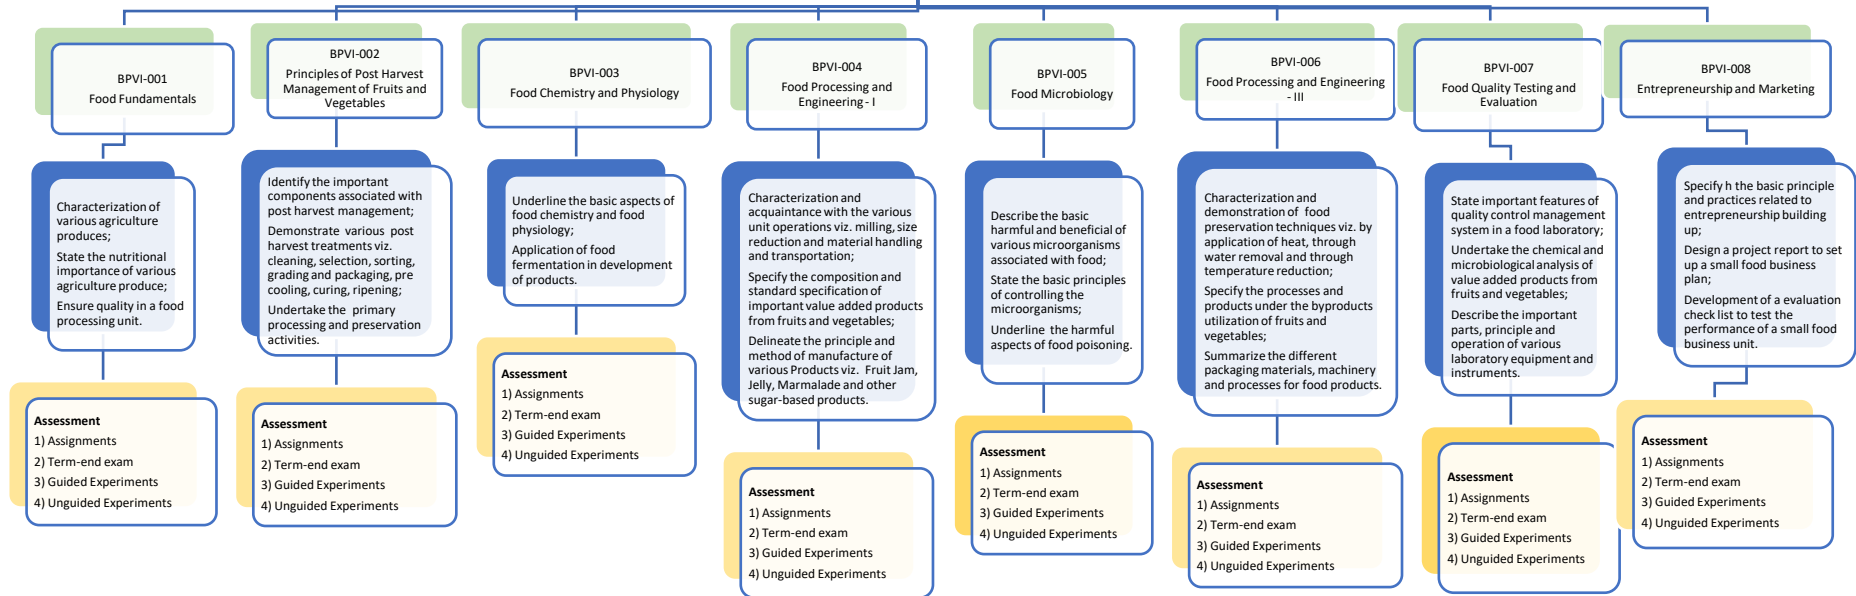 BPVI-001
Food Fundamentals
Characterization of
various agriculture
produces;
State the nutritional
importance of various
agriculture produce;
Ensure quality in a food
processing unit.
Assessment
1) Assignments
2) Term-end exam
3) Guided Experiments
4) Unguided Experiments
BPVI-002
Principles of Post Harvest
Management of Fruits and
Vegetables
Identify the important
components associated with
post harvest management;
Demonstrate various post
harvest treatments viz.
cleaning, selection, sorting,
grading and packaging, pre
cooling, curing, ripening;
Undertake the primary
processing and preservation
activities.
Assessment
1) Assignments
2) Term-end exam
3) Guided Experiments
4) Unguided Experiments
BPVI-003
Food Chemistry and Physiology
Underline the basic aspects of
food chemistry and food
physiology;
Application of food
fermentation in development
of products.
Assessment
1) Assignments
2) Term-end exam
3) Guided Experiments
4) Unguided Experiments
BPVI-004
Food Processing and
Engineering - I
Characterization and
acquaintance with the various
unit operations viz. milling, size
reduction and material handling
and transportation;
Specify the composition and
standard specification of
important value added products
from fruits and vegetables;
Delineate the principle and
method of manufacture of
various Products viz. Fruit Jam,
Jelly, Marmalade and other
sugar-based products.
Assessment
1) Assignments
2) Term-end exam
3) Guided Experiments
4) Unguided Experiments
BPVI-005
Food Microbiology
Describe the basic
harmful and beneficial of
various microorganisms
associated with food;
State the basic principles
of controlling the
microorganisms;
Underline the harmful
aspects of food poisoning.
Assessment
1) Assignments
2) Term-end exam
3) Guided Experiments
4) Unguided Experiments
BPVI-006
Food Processing and Engineering
- III
Characterization and
demonstration of food
preservation techniques viz. by
application of heat, through
water removal and through
temperature reduction;
Specify the processes and
products under the byproducts
utilization of fruits and
vegetables;
Summarize the different
packaging materials, machinery
and processes for food products.
Assessment
1) Assignments
2) Term-end exam
3) Guided Experiments
4) Unguided Experiments
BPVI-007
Food Quality Testing and
Evaluation
State important features of
quality control management
system in a food laboratory;
Undertake the chemical and
microbiological analysis of
value added products from
fruits and vegetables;
Describe the important
parts, principle and
operation of various
laboratory equipment and
instruments.
Assessment
1) Assignments
2) Term-end exam
3) Guided Experiments
4) Unguided Experiments
BPVI-008
Entrepreneurship and Marketing
Specify h the basic principle
and practices related to
entrepreneurship building
up;
Design a project report to set
up a small food business
plan;
Development of a evaluation
check list to test the
performance of a small food
business unit.
Assessment
1) Assignments
2) Term-end exam
3) Guided Experiments
4) Unguided Experiments